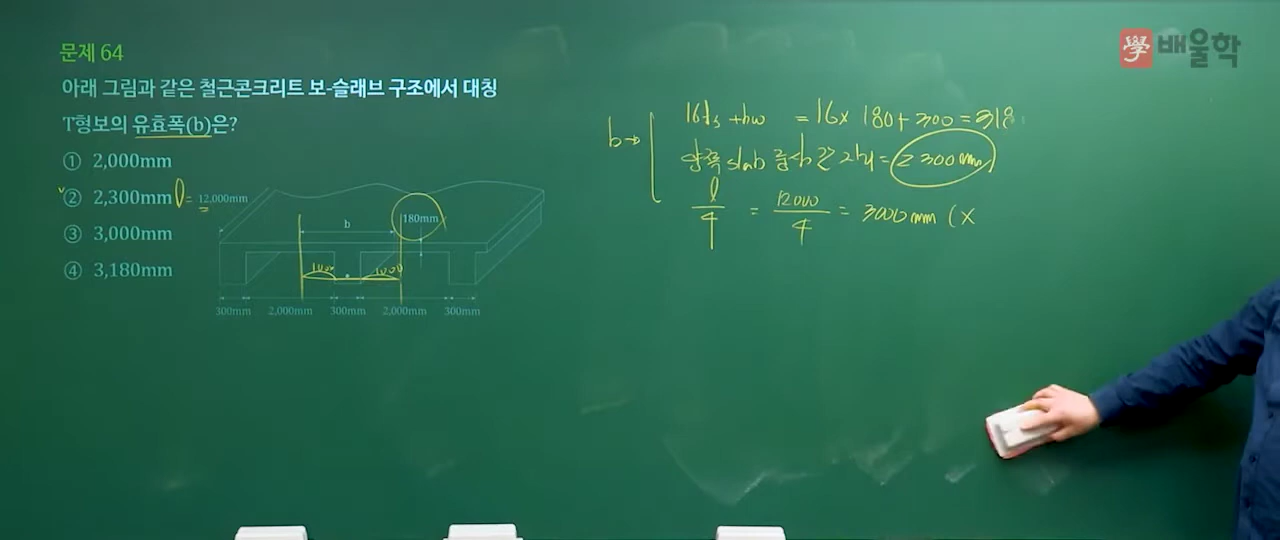 學 배울학
문제 64
아래 그림과 같은 철근콘크리트 보-슬래브 구조에서 대칭
T형보의 유효폭(b)은?
① 2,000mm
② 2,300mm
③ 3,000mm
④ 3,180mm
l = 12,000mm
180mm
b
1000 1000
300mm 2,000mm 300mm 2,000mm 300mm
b→
16ts + bw = 16 × 180 + 300 = 318
양쪽 slab 중심간 거리 = 2300mm
l/4 = 12000/4 = 3000mm (×